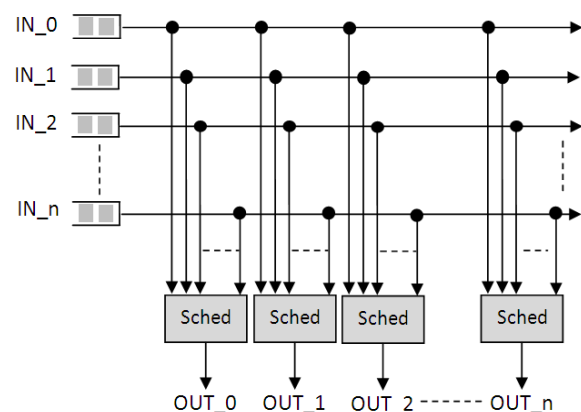 IN_0
IN_1
IN_2
IN_n
Sched Sched Sched Sched
OUT_0 OUT_1 OUT_2 OUT_n